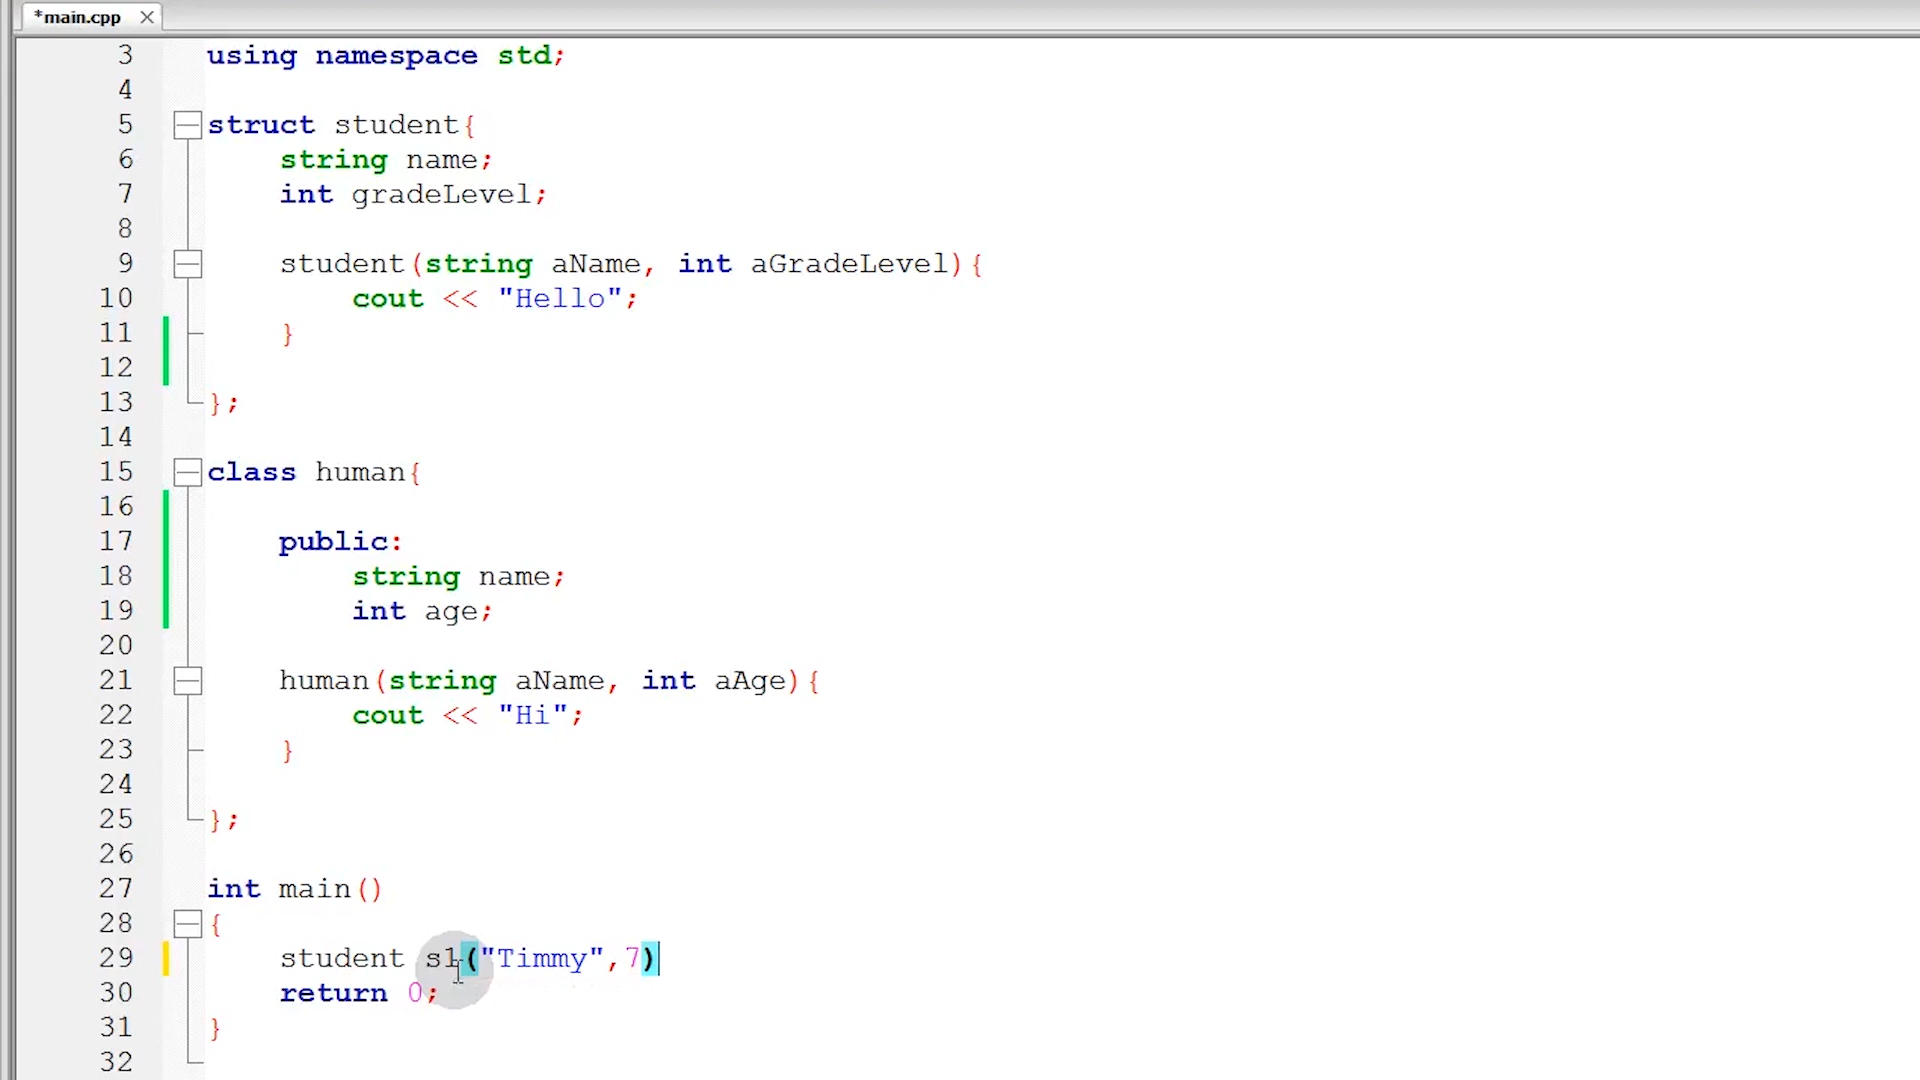 *main.cpp
3 using namespace std;
4
5 struct student{
6 string name;
7 int gradeLevel;
8
9 student(string aName, int aGradeLevel){
10 cout << "Hello";
11 }
12
13 };
14
15 class human{
16
17 public:
18 string name;
19 int age;
20
21 human(string aName, int aAge){
22 cout << "Hi";
23 }
24
25 };
26
27 int main()
28 {
29 student s1("Timmy",7)
30 return 0;
31 }
32